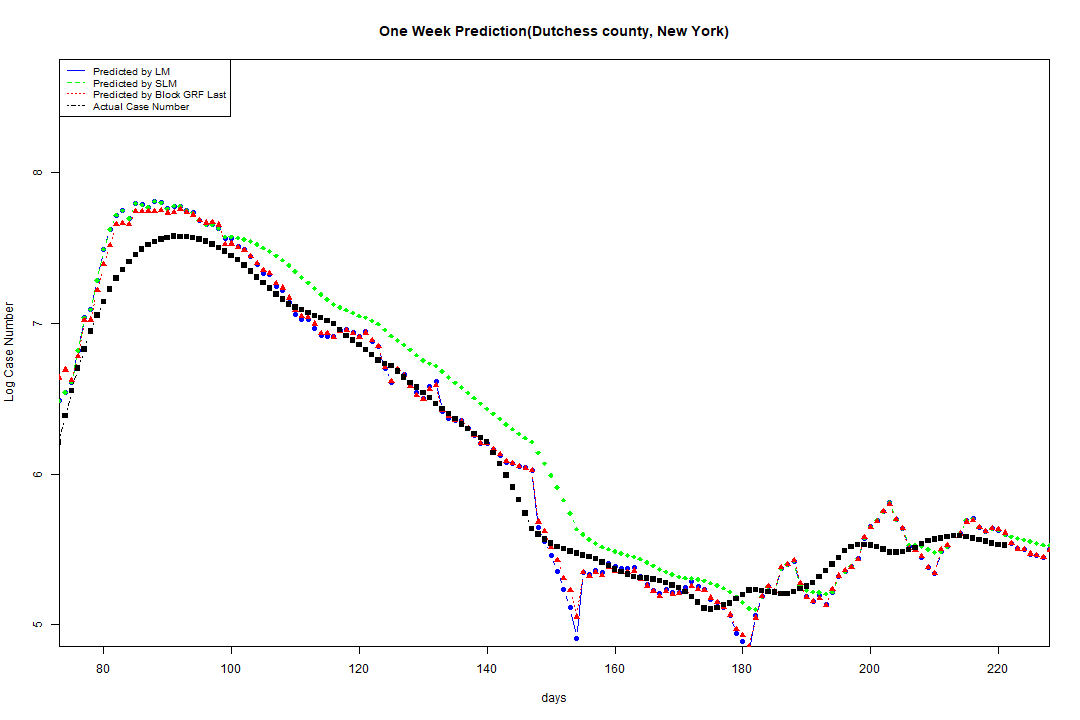 One Week Prediction(Dutchess county, New York)
Predicted by LM
Predicted by SLM
Predicted by Block GRF Last
Actual Case Number
Log Case Number
8
7
6
5
80 100 120 140 160 180 200 220
days